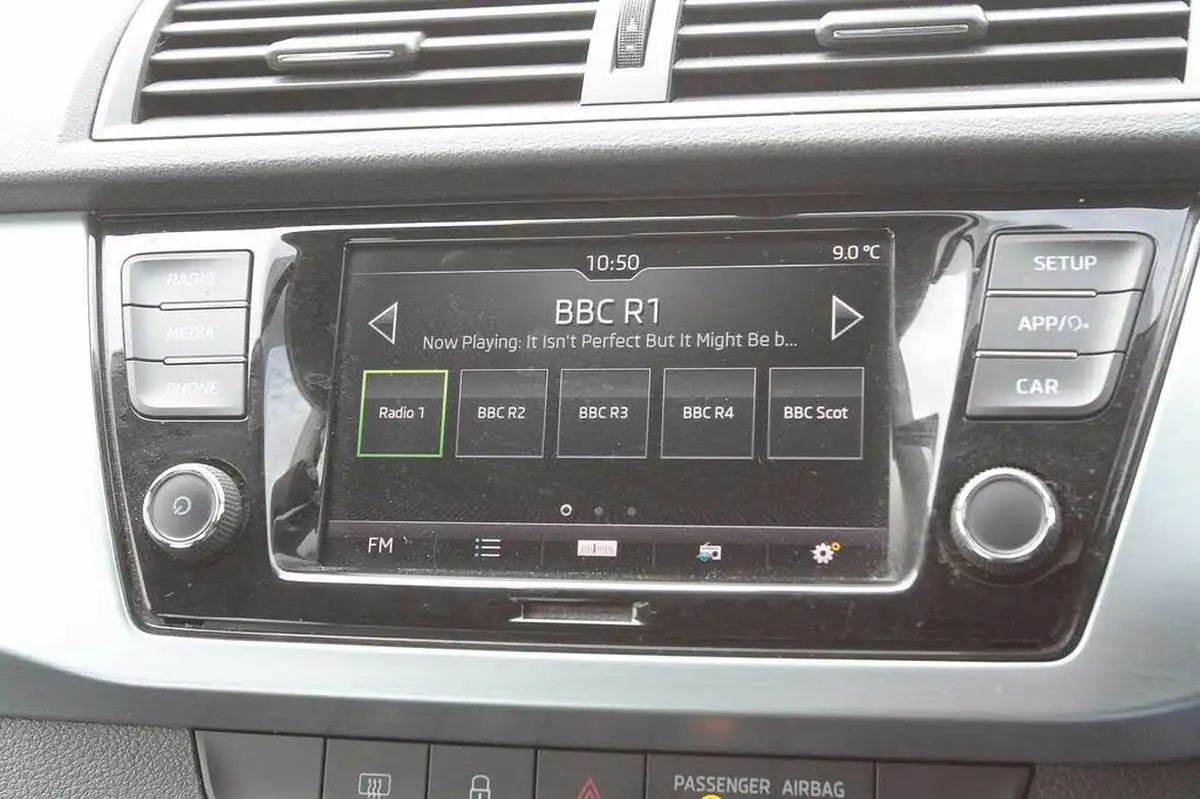 10:50
9.0 °C
BBC R1
Now Playing: It Isn't Perfect But It Might Be b...
Radio 1
BBC R2
BBC R3
BBC R4
BBC Scot
FM
RADIO
MEDIA
PHONE
SETUP
APP/
CAR
PASSENGER AIRBAG